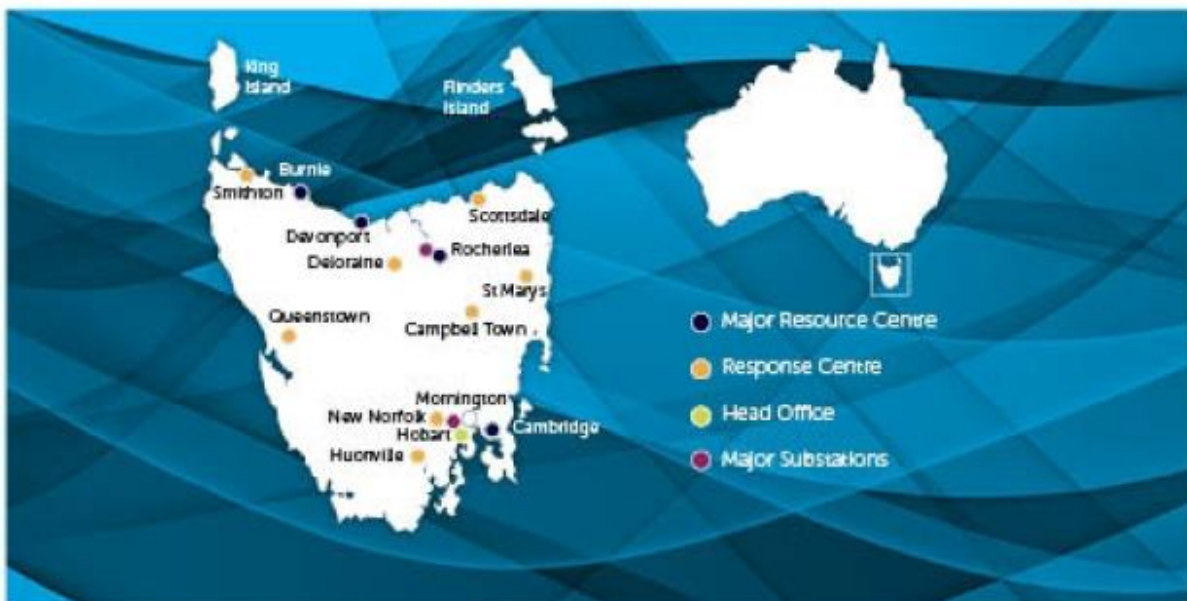 King
Island
Flinders
Island
Burnie
Smithton
Scottsdale
Devonport
Rocherlea
Deloraine
St Marys
Queenstown
Campbell Town
Major Resource Centre
Response Centre
Mornington
New Norfolk
Head Office
Cambridge
Hobart
Huonville
Major Substations